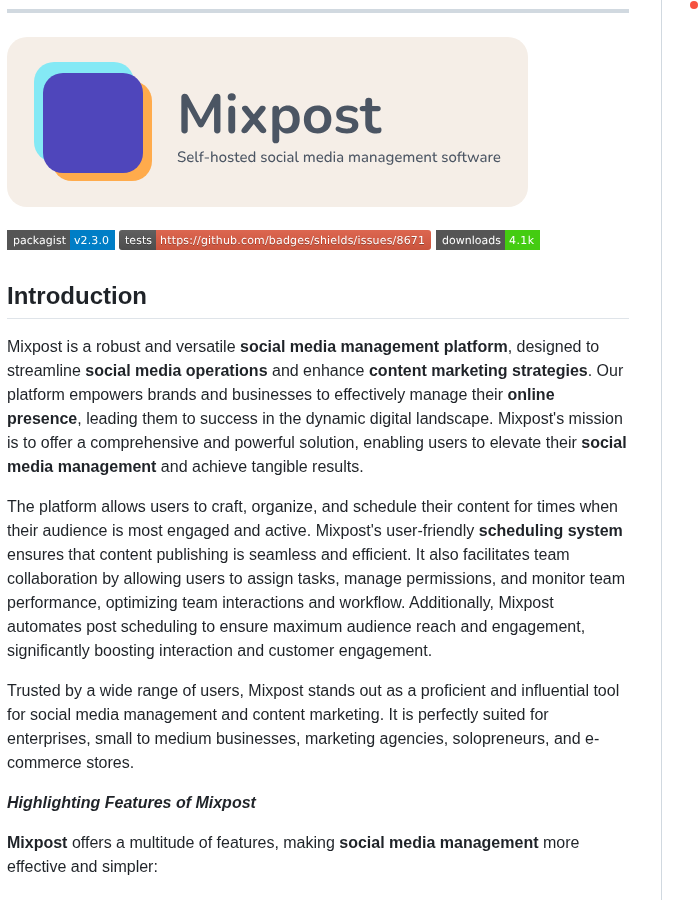 Mixpost
Self-hosted social media management software
packagist v2.3.0 tests https://github.com/badges/shields/issues/8671 downloads 4.1k
Introduction
Mixpost is a robust and versatile social media management platform, designed to
streamline social media operations and enhance content marketing strategies. Our
platform empowers brands and businesses to effectively manage their online
presence, leading them to success in the dynamic digital landscape. Mixpost's mission
is to offer a comprehensive and powerful solution, enabling users to elevate their social
media management and achieve tangible results.
The platform allows users to craft, organize, and schedule their content for times when
their audience is most engaged and active. Mixpost's user-friendly scheduling system
ensures that content publishing is seamless and efficient. It also facilitates team
collaboration by allowing users to assign tasks, manage permissions, and monitor team
performance, optimizing team interactions and workflow. Additionally, Mixpost
automates post scheduling to ensure maximum audience reach and engagement,
significantly boosting interaction and customer engagement.
Trusted by a wide range of users, Mixpost stands out as a proficient and influential tool
for social media management and content marketing. It is perfectly suited for
enterprises, small to medium businesses, marketing agencies, solopreneurs, and e-
commerce stores.
Highlighting Features of Mixpost
Mixpost offers a multitude of features, making social media management more
effective and simpler: